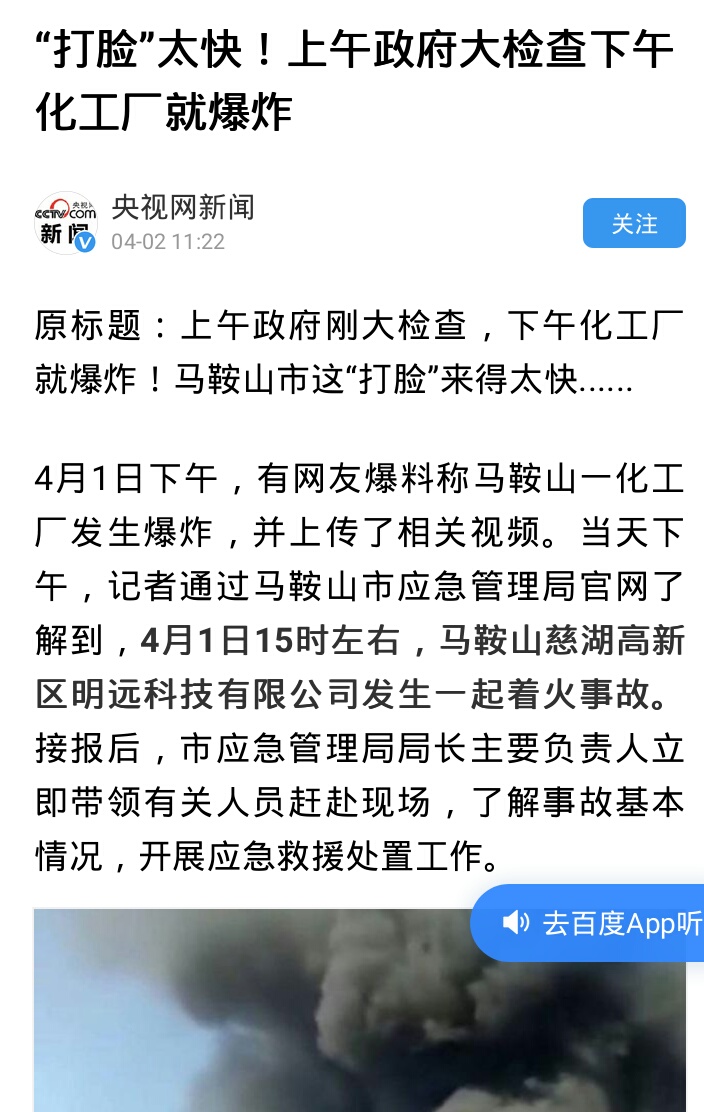 “打脸”太快！上午政府大检查下午
化工厂就爆炸
央视网
CCTV.com
新闻
央视网新闻
04-02 11:22
关注
原标题：上午政府刚大检查，下午化工厂
就爆炸！马鞍山市这“打脸”来得太快......
4月1日下午，有网友爆料称马鞍山一化工
厂发生爆炸，并上传了相关视频。当天下
午，记者通过马鞍山市应急管理局官网了
解到，4月1日15时左右，马鞍山慈湖高新
区明远科技有限公司发生一起着火事故。
接报后，市应急管理局局长主要负责人立
即带领有关人员赶赴现场，了解事故基本
情况，开展应急救援处置工作。
去百度App听